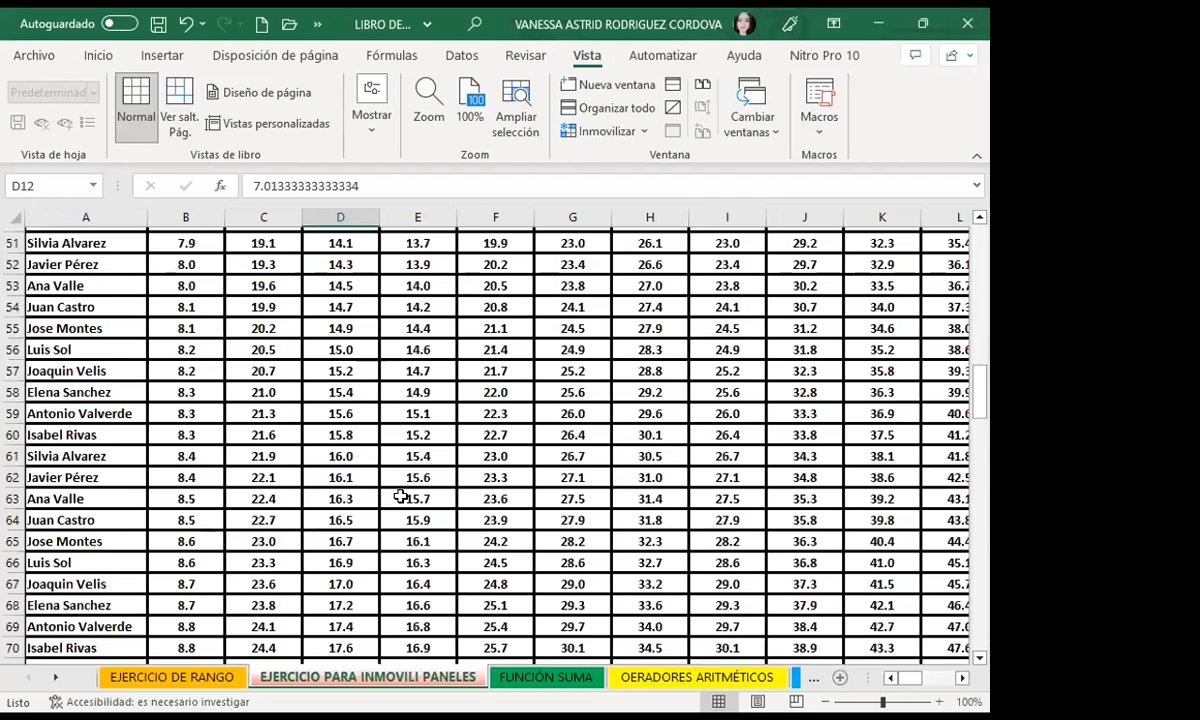 Autoguardado LIBRO DE... VANESSA ASTRID RODRIGUEZ CORDOVA
Archivo Inicio Insertar Disposición de página Fórmulas Datos Revisar Vista Automatizar Ayuda Nitro Pro 10
Predeterminad
Normal
Ver salt. Pág.
Diseño de página
Vistas personalizadas
Mostrar
Zoom
100
100%
Ampliar selección
Nueva ventana
Organizar todo
Inmovilizar
Cambiar ventanas
Macros
Vista de hoja Vistas de libro Zoom Ventana Macros
D12 fx 7.01333333333334
A B C D E F G H I J K L
51 Silvia Alvarez 7.9 19.1 14.1 13.7 19.9 23.0 26.1 23.0 29.2 32.3 35.4
52 Javier Pérez 8.0 19.3 14.3 13.9 20.2 23.4 26.6 23.4 29.7 32.9 36.1
53 Ana Valle 8.0 19.6 14.5 14.0 20.5 23.8 27.0 23.8 30.2 33.5 36.7
54 Juan Castro 8.1 19.9 14.7 14.2 20.8 24.1 27.4 24.1 30.7 34.0 37.3
55 Jose Montes 8.1 20.2 14.9 14.4 21.1 24.5 27.9 24.5 31.2 34.6 38.0
56 Luis Sol 8.2 20.5 15.0 14.6 21.4 24.9 28.3 24.9 31.8 35.2 38.6
57 Joaquin Velis 8.2 20.7 15.2 14.7 21.7 25.2 28.8 25.2 32.3 35.8 39.3
58 Elena Sanchez 8.3 21.0 15.4 14.9 22.0 25.6 29.2 25.6 32.8 36.3 39.9
59 Antonio Valverde 8.3 21.3 15.6 15.1 22.3 26.0 29.6 26.0 33.3 36.9 40.6
60 Isabel Rivas 8.3 21.6 15.8 15.2 22.7 26.4 30.1 26.4 33.8 37.5 41.2
61 Silvia Alvarez 8.4 21.9 16.0 15.4 23.0 26.7 30.5 26.7 34.3 38.1 41.8
62 Javier Pérez 8.4 22.1 16.1 15.6 23.3 27.1 31.0 27.1 34.8 38.6 42.5
63 Ana Valle 8.5 22.4 16.3 15.7 23.6 27.5 31.4 27.5 35.3 39.2 43.1
64 Juan Castro 8.5 22.7 16.5 15.9 23.9 27.9 31.8 27.9 35.8 39.8 43.8
65 Jose Montes 8.6 23.0 16.7 16.1 24.2 28.2 32.3 28.2 36.3 40.4 44.4
66 Luis Sol 8.6 23.3 16.9 16.3 24.5 28.6 32.7 28.6 36.8 41.0 45.1
67 Joaquin Velis 8.7 23.6 17.0 16.4 24.8 29.0 33.2 29.0 37.3 41.5 45.7
68 Elena Sanchez 8.7 23.8 17.2 16.6 25.1 29.3 33.6 29.3 37.9 42.1 46.4
69 Antonio Valverde 8.8 24.1 17.4 16.8 25.4 29.7 34.0 29.7 38.4 42.7 47.0
70 Isabel Rivas 8.8 24.4 17.6 16.9 25.7 30.1 34.5 30.1 38.9 43.3 47.6
EJERCICIO DE RANGO EJERCICIO PARA INMOVILI PANELES FUNCIÓN SUMA OERADORES ARITMÉTICOS ...
Listo Accesibilidad: es necesario investigar 100%